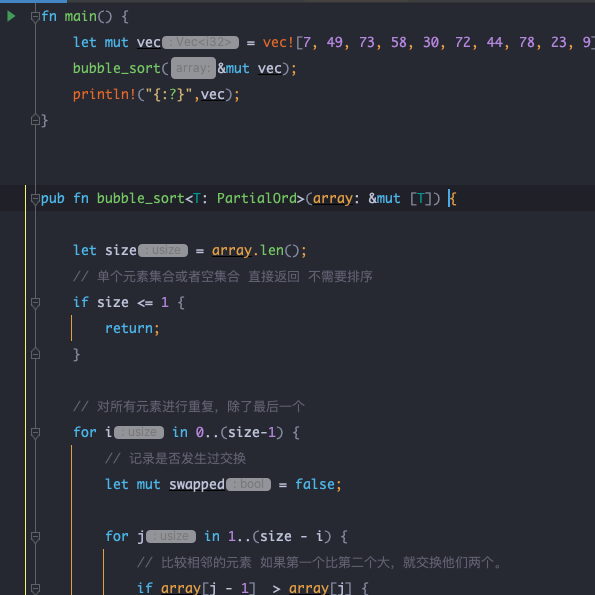 fn main() {
let mut vec: Vec<i32> = vec![7, 49, 73, 58, 30, 72, 44, 78, 23, 9]
bubble_sort(array: &mut vec);
println!("{:?}",vec);
}
pub fn bubble_sort<T: PartialOrd>(array: &mut [T]) {
let size: usize = array.len();
// 单个元素集合或者空集合 直接返回 不需要排序
if size <= 1 {
return;
}
// 对所有元素进行重复，除了最后一个
for i: usize in 0..(size-1) {
// 记录是否发生过交换
let mut swapped: bool = false;
for j: usize in 1..(size - i) {
// 比较相邻的元素 如果第一个比第二个大，就交换他们两个。
if array[j - 1] > array[j] {